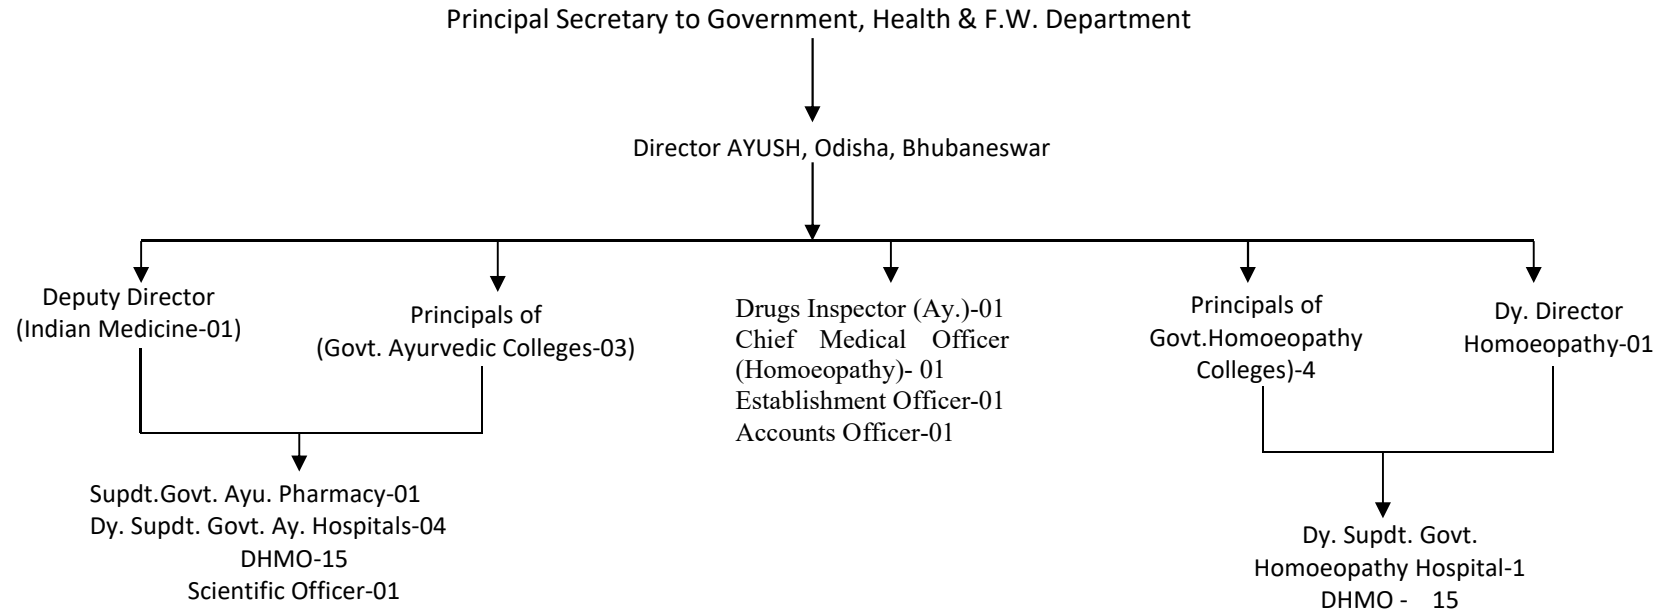 Principal Secretary to Government, Health & F.W. Department
Director AYUSH, Odisha, Bhubaneswar
Deputy Director
(Indian Medicine-01)
Principals of
(Govt. Ayurvedic Colleges-03)
Drugs Inspector (Ay.)-01
Chief Medical Officer
(Homoeopathy)- 01
Establishment Officer-01
Accounts Officer-01
Principals of
Govt.Homoeopathy
Colleges)-4
Dy. Director
Homoeopathy-01
Supdt.Govt. Ayu. Pharmacy-01
Dy. Supdt. Govt. Ay. Hospitals-04
DHMO-15
Scientific Officer-01
Dy. Supdt. Govt.
Homoeopathy Hospital-1
DHMO - 15